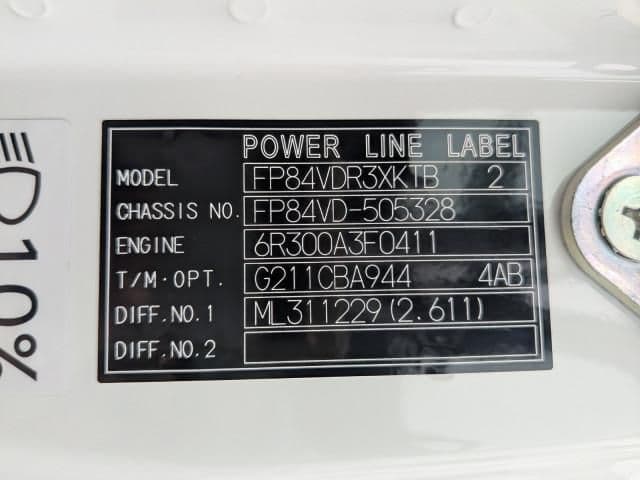 POWER LINE LABEL
MODEL FP84VDR3XKTB 2
CHASSIS NO. FP84VD-505328
ENGINE 6R300A3F0411
T/M·OPT. G211CBA944 4AB
DIFF.NO.1 ML311229(2.611)
DIFF.NO.2
10%